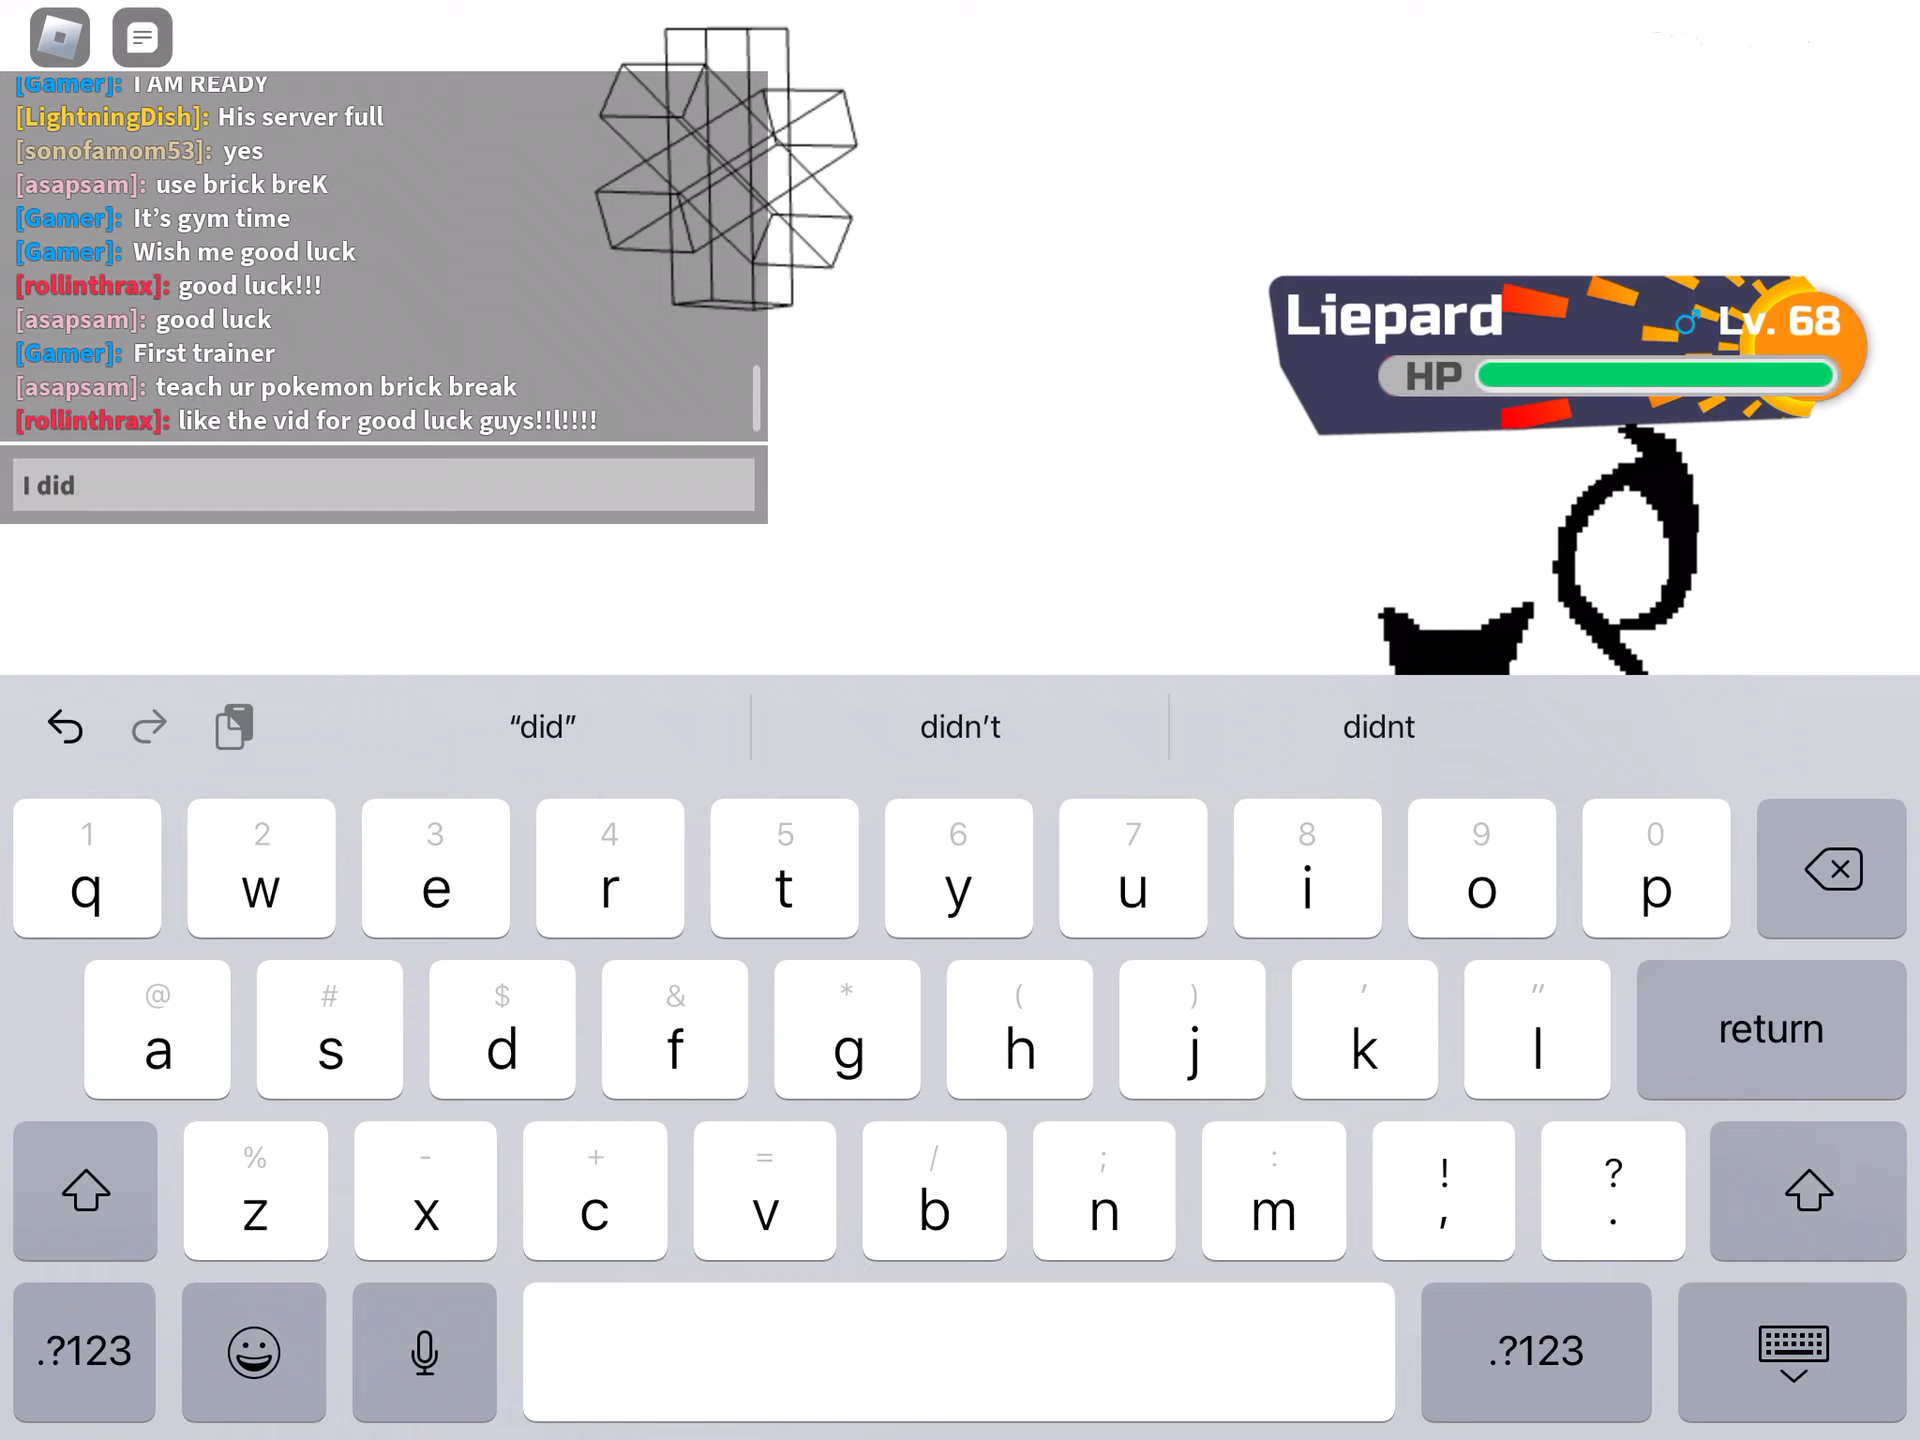 [Gamer]: I AM READY
[LightningDish]: His server full
[sonofamom53]: yes
[asapsam]: use brick breK
[Gamer]: It’s gym time
[Gamer]: Wish me good luck
[rollinthrax]: good luck!!!
[asapsam]: good luck
[Gamer]: First trainer
[asapsam]: teach ur pokemon brick break
[rollinthrax]: like the vid for good luck guys!!l!!!!
I did
Liepard ♂ Lv. 68
HP
“did” didn’t didnt
1 2 3 4 5 6 7 8 9 0
q w e r t y u i o p
@ # $ & * ( ) ' "
a s d f g h j k l return
% - + = / ; : ! ?
z x c v b n m , .
.?123 .?123